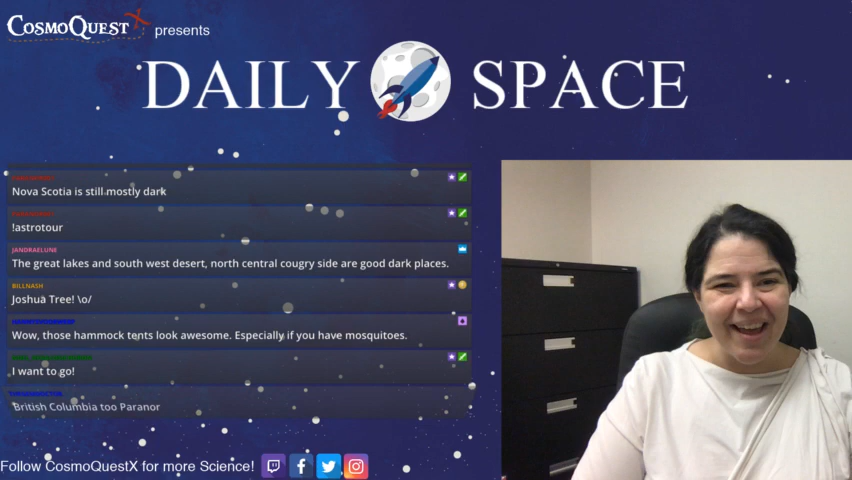 COSMOQUESTX
presents
DAILY SPACE
Nova Scotia is still mostly dark
!astrotour
JANDRAELUNE
The great lakes and south west desert, north central cougry side are good dark places.
BILLNASH
Joshua Tree! \o/
Wow, those hammock tents look awesome. Especially if you have mosquitoes.
I want to go!
British Columbia too Paranor
Follow CosmoQuestX for more Science!